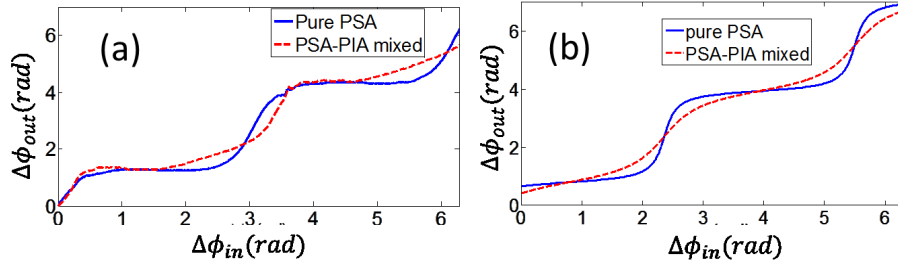 (a)
Pure PSA
PSA-PIA mixed
6
4
2
0
0 1 2 3 4 5 6
Δϕout(rad)
Δϕin(rad)
(b)
pure PSA
PSA-PIA mixed
6
4
2
0
0 1 2 3 4 5 6
Δϕout(rad)
Δϕin(rad)